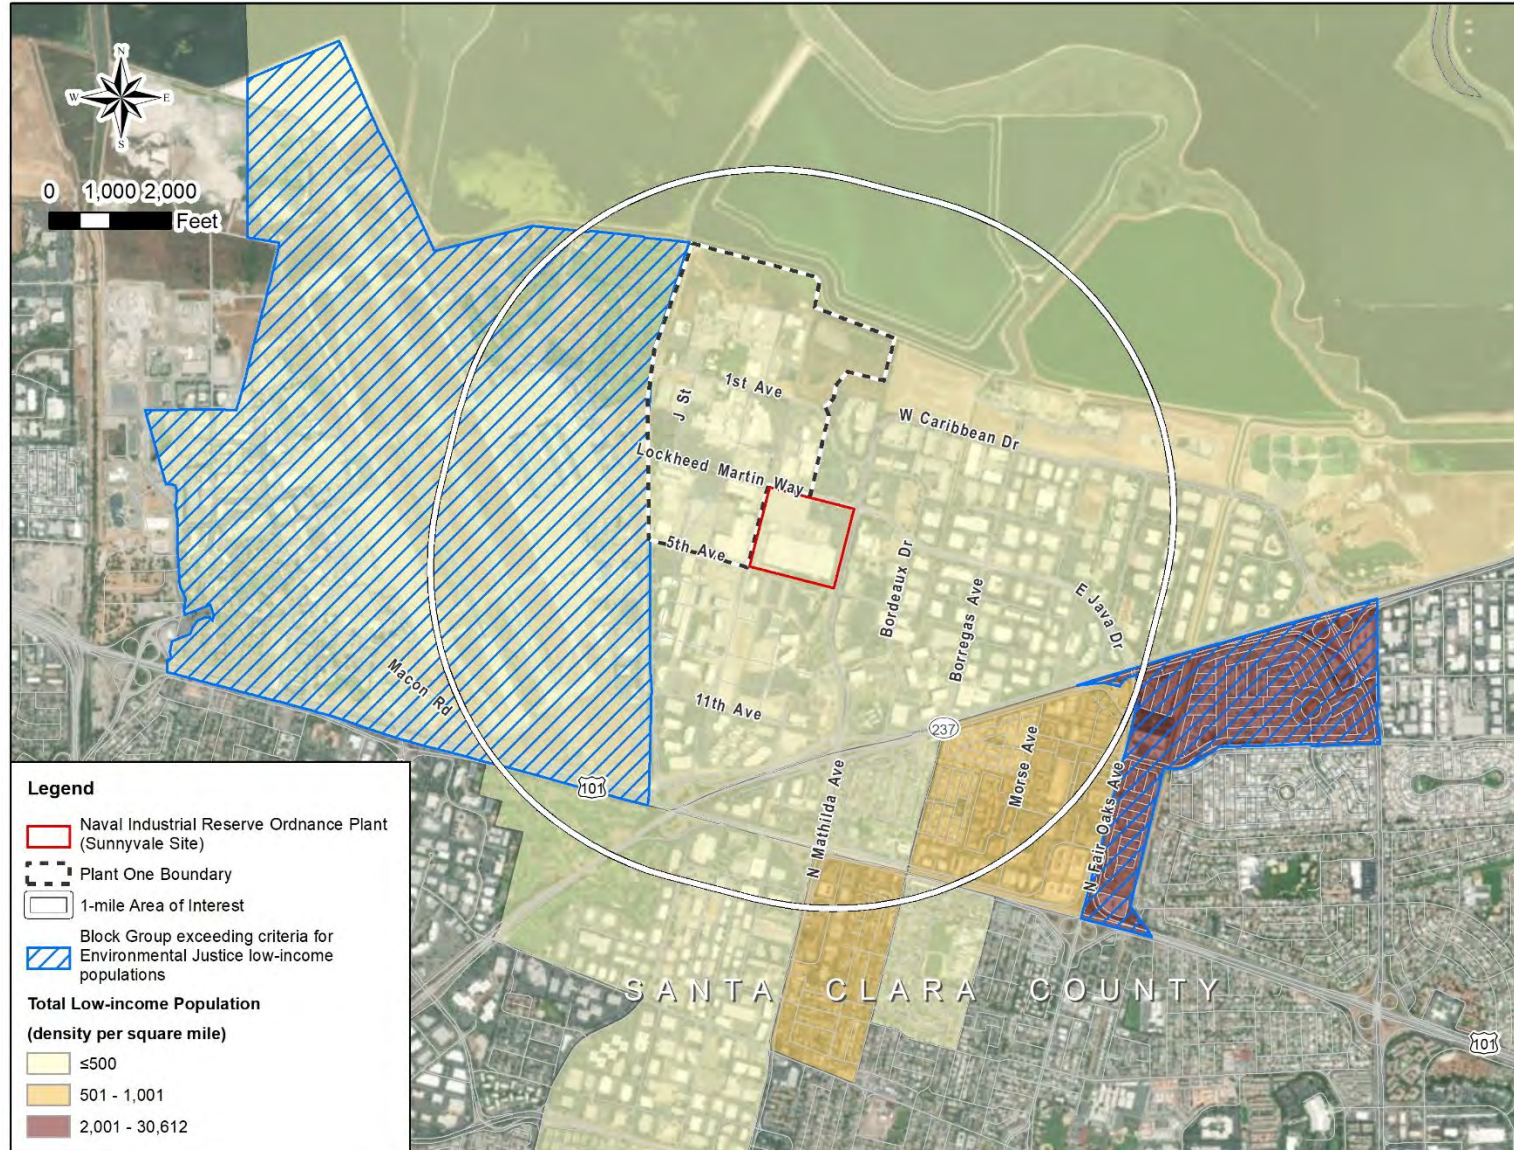 N
W E
S
0 1,000 2,000
Feet
1st Ave
J St
W Caribbean Dr
Lockheed Martin Way
5th Ave
Bordeaux Dr
Borregas Ave
E Java Dr
Macon Rd
11th Ave
237
Morse Ave
101
N Mathilda Ave
N Fair Oaks Ave
SANTA CLARA COUNTY
101
Legend
Naval Industrial Reserve Ordnance Plant
(Sunnyvale Site)
Plant One Boundary
1-mile Area of Interest
Block Group exceeding criteria for
Environmental Justice low-income
populations
Total Low-income Population
(density per square mile)
≤500
501 - 1,001
2,001 - 30,612